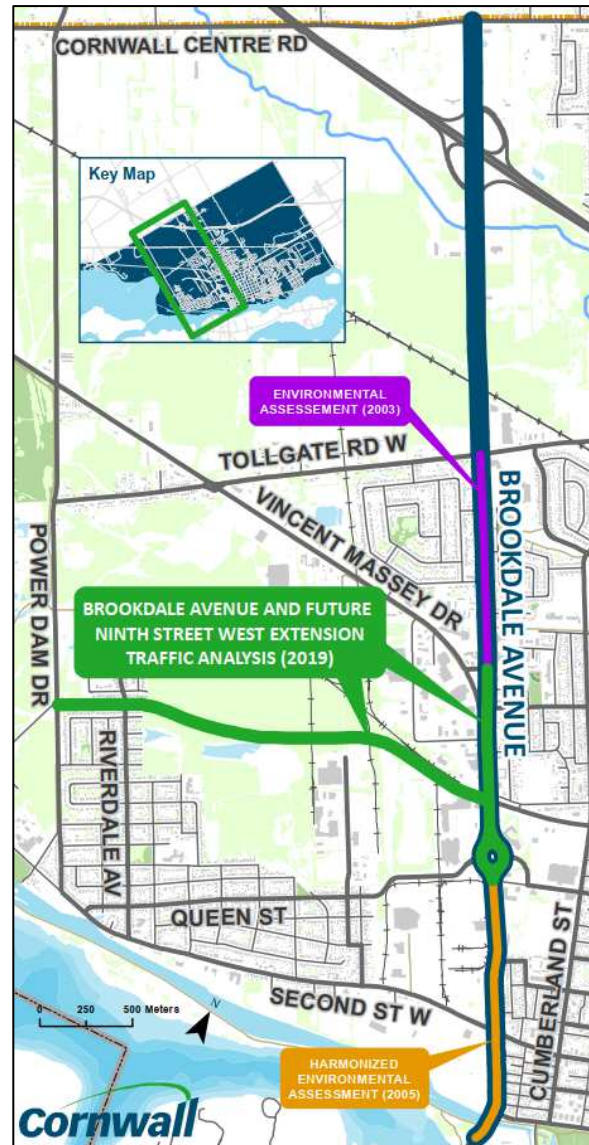 CORNWALL CENTRE RD
Key Map
ENVIRONMENTAL
ASSESSEMENT (2003)
TOLLGATE RD W
VINCENT MASSEY DR
BROOKDALE AVENUE
POWER DAM DR
BROOKDALE AVENUE AND FUTURE
NINTH STREET WEST EXTENSION
TRAFFIC ANALYSIS (2019)
RIVERDALE AV
QUEEN ST
CUMBERLAND ST
SECOND ST W
0 250 500 Meters
N
HARMONIZED
ENVIRONMENTAL
ASSESSMENT (2005)
Cornwall